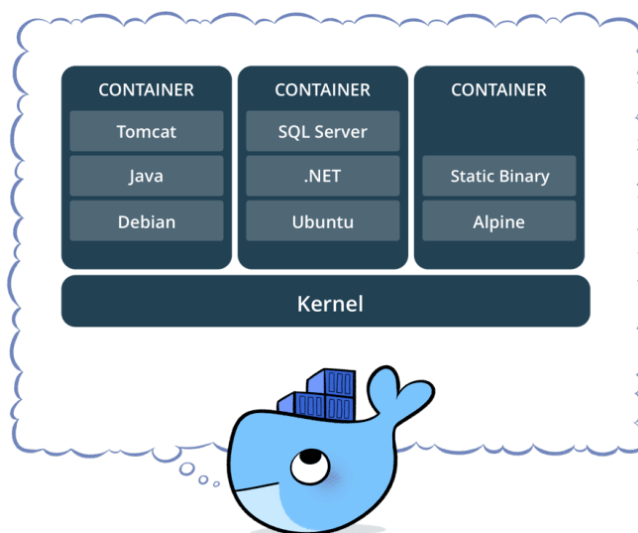 CONTAINER
Tomcat
Java
Debian
CONTAINER
SQL Server
.NET
Ubuntu
CONTAINER
Static Binary
Alpine
Kernel